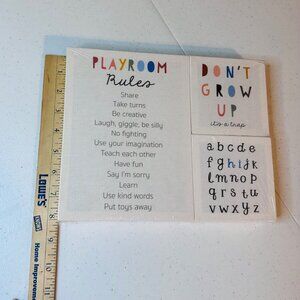 PLAYROOM
Rules
Share
Take turns
Be creative
Laugh, giggle, be silly
No fighting
Use your imagination
Teach each other
Have fun
Say I'm sorry
Learn
Use kind words
Put toys away
DON'T
GROW
UP
it's a trap
abcde
fghijk
lmnop
qrstu
vwxyz
LOWE'S
Home Improvement